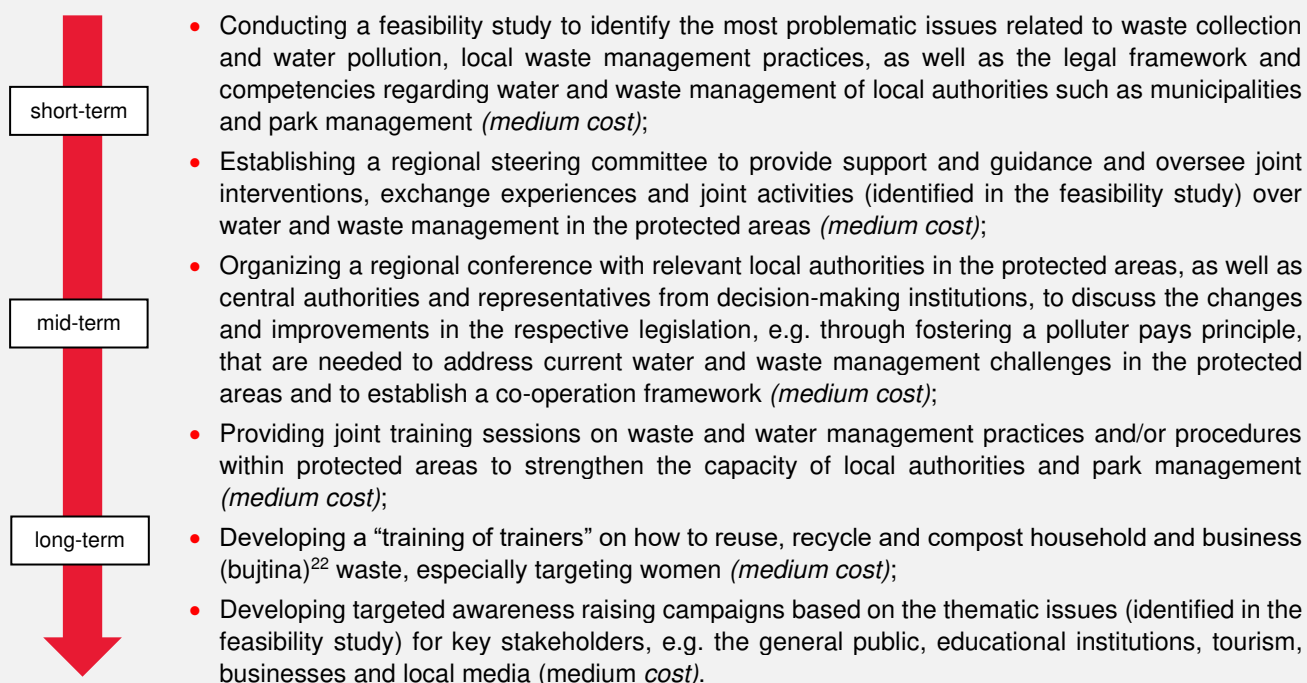 • Conducting a feasibility study to identify the most problematic issues related to waste collection
and water pollution, local waste management practices, as well as the legal framework and
short-term
competencies regarding water and waste management of local authorities such as municipalities
and park management (medium cost);
• Establishing a regional steering committee to provide support and guidance and oversee joint
interventions, exchange experiences and joint activities (identified in the feasibility study) over
water and waste management in the protected areas (medium cost);
• Organizing a regional conference with relevant local authorities in the protected areas, as well as
central authorities and representatives from decision-making institutions, to discuss the changes
mid-term
and improvements in the respective legislation, e.g. through fostering a polluter pays principle,
that are needed to address current water and waste management challenges in the protected
areas and to establish a co-operation framework (medium cost);
• Providing joint training sessions on waste and water management practices and/or procedures
within protected areas to strengthen the capacity of local authorities and park management
(medium cost);
long-term
• Developing a “training of trainers” on how to reuse, recycle and compost household and business
(bujtina)22 waste, especially targeting women (medium cost);
• Developing targeted awareness raising campaigns based on the thematic issues (identified in the
feasibility study) for key stakeholders, e.g. the general public, educational institutions, tourism,
businesses and local media (medium cost).